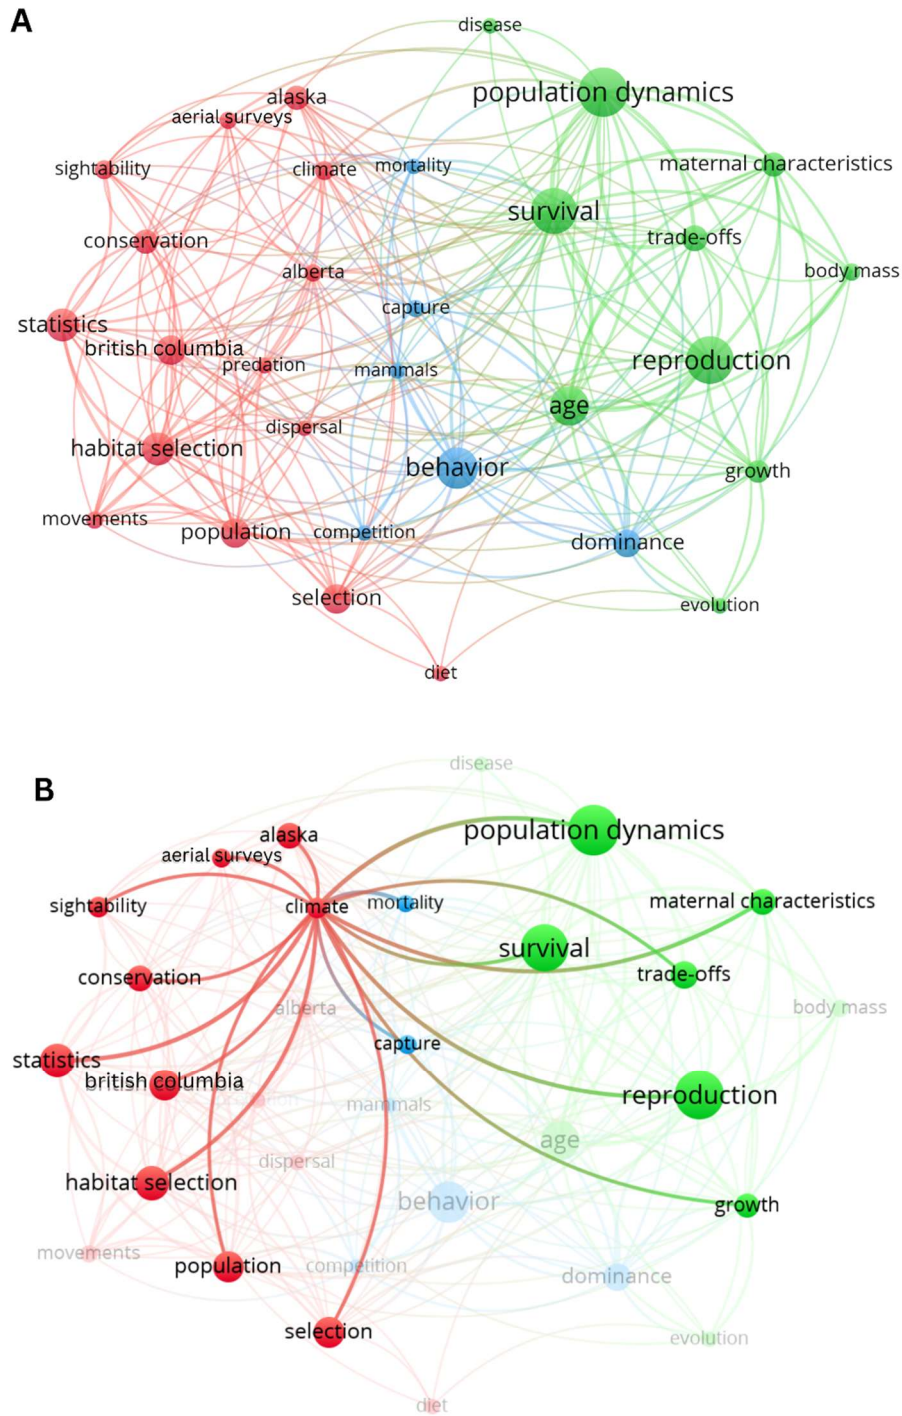 A
disease
population dynamics
alaska
aerial surveys
sightability
climate
mortality
maternal characteristics
survival
conservation
trade-offs
alberta
body mass
capture
statistics
british columbia
predation
mammals
reproduction
age
dispersal
habitat selection
behavior
growth
movements
population
competition
dominance
selection
evolution
diet
B
disease
population dynamics
alaska
aerial surveys
sightability
climate
mortality
maternal characteristics
survival
conservation
trade-offs
alberta
body mass
capture
statistics
british columbia
mammals
reproduction
age
dispersal
habitat selection
behavior
growth
movements
population
competition
dominance
selection
evolution
diet